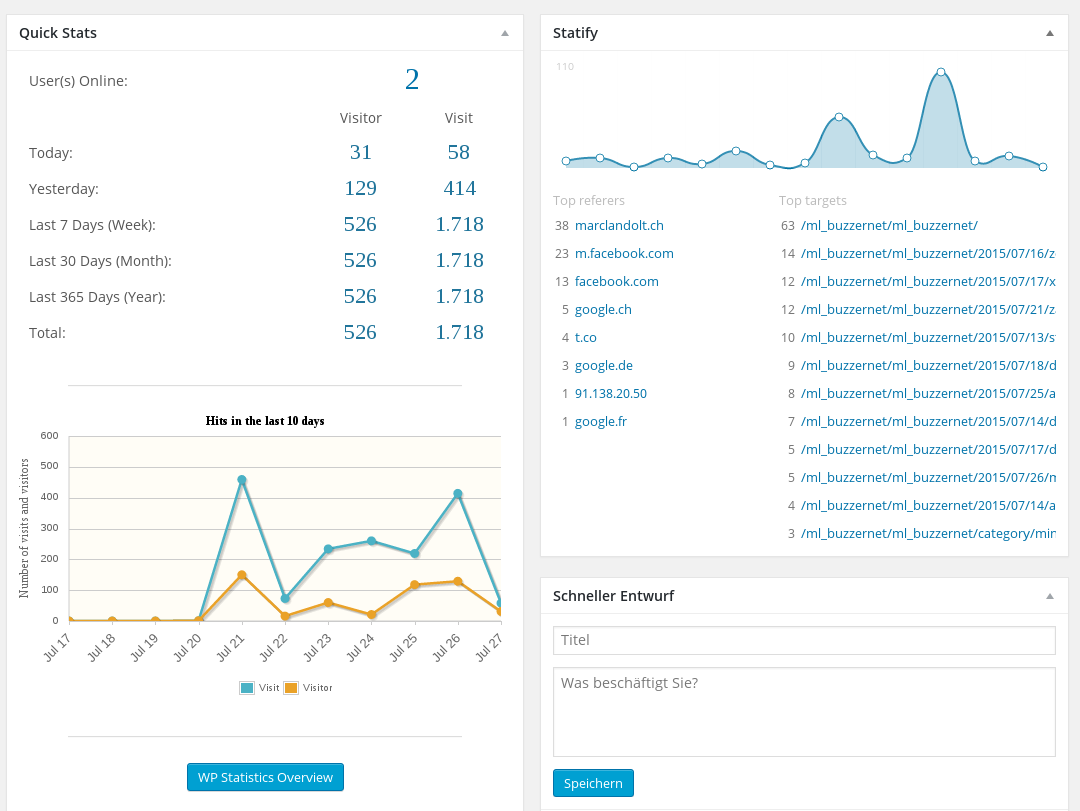 Quick Stats
User(s) Online: 2
Visitor Visit
Today: 31 58
Yesterday: 129 414
Last 7 Days (Week): 526 1.718
Last 30 Days (Month): 526 1.718
Last 365 Days (Year): 526 1.718
Total: 526 1.718
Hits in the last 10 days
Number of visits and visitors
600
500
400
300
200
100
0
Jul 17 Jul 18 Jul 19 Jul 20 Jul 21 Jul 22 Jul 23 Jul 24 Jul 25 Jul 26 Jul 27
Visit Visitor
WP Statistics Overview
Statify
110
Top referers
38 marclandolt.ch
23 m.facebook.com
13 facebook.com
5 google.ch
4 t.co
3 google.de
1 91.138.20.50
1 google.fr
Top targets
63 /ml_buzzernet/ml_buzzernet/
14 /ml_buzzernet/ml_buzzernet/2015/07/16/z
12 /ml_buzzernet/ml_buzzernet/2015/07/17/x
12 /ml_buzzernet/ml_buzzernet/2015/07/21/z
10 /ml_buzzernet/ml_buzzernet/2015/07/13/s
9 /ml_buzzernet/ml_buzzernet/2015/07/18/d
8 /ml_buzzernet/ml_buzzernet/2015/07/25/a
7 /ml_buzzernet/ml_buzzernet/2015/07/14/d
5 /ml_buzzernet/ml_buzzernet/2015/07/17/d
5 /ml_buzzernet/ml_buzzernet/2015/07/26/m
4 /ml_buzzernet/ml_buzzernet/2015/07/14/a
3 /ml_buzzernet/ml_buzzernet/category/min
Schneller Entwurf
Titel
Was beschäftigt Sie?
Speichern